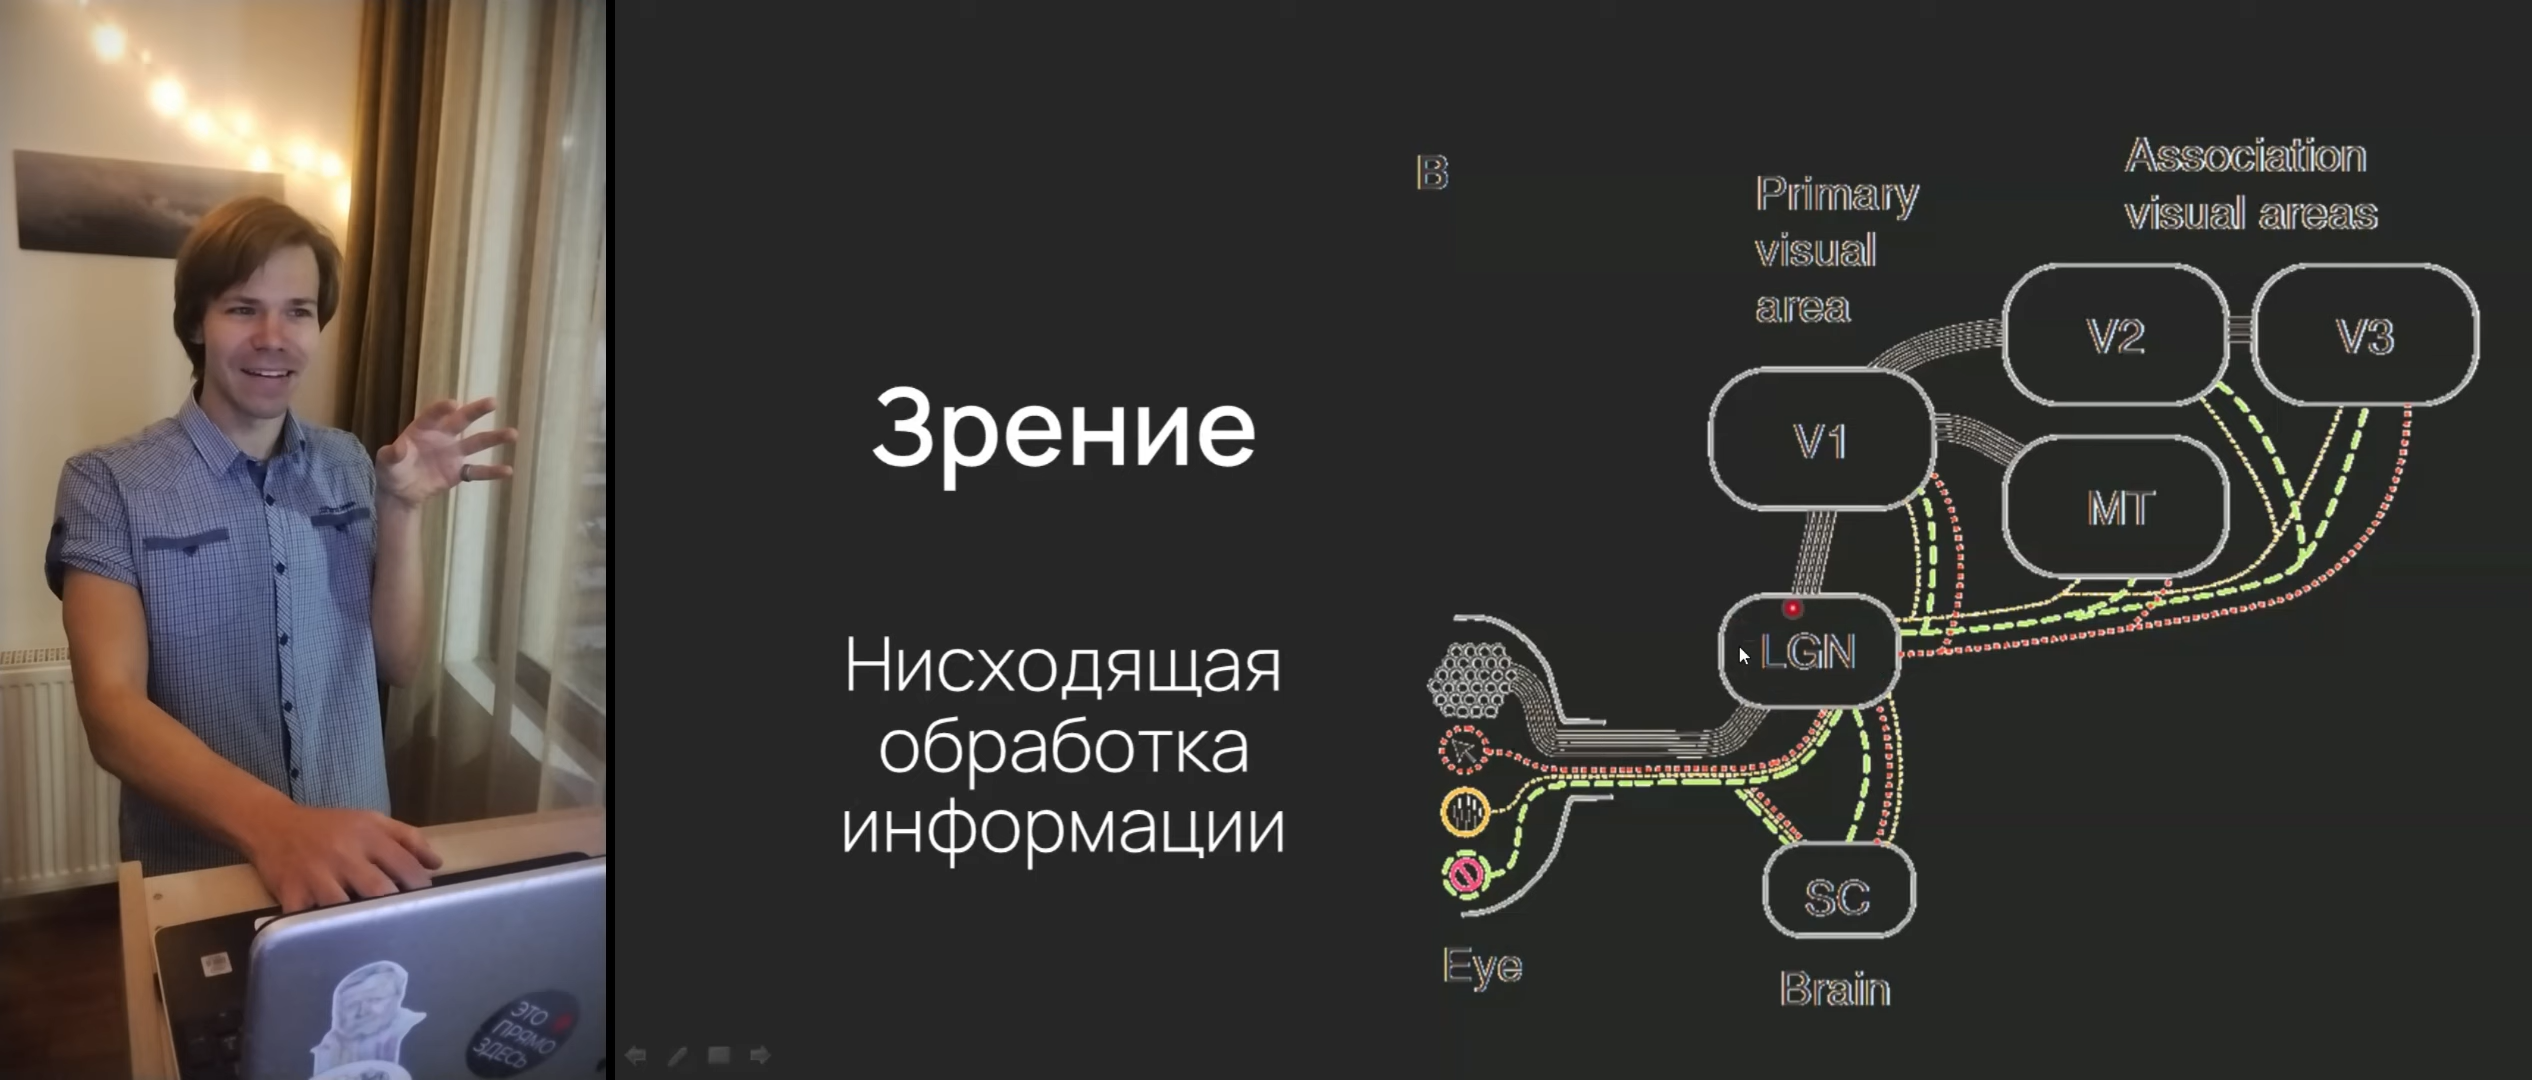 Зрение
Нисходящая
обработка
информации
B
Primary
visual
area
Association
visual areas
V1
V2
V3
MT
LGN
SC
Eye
Brain
ЭТО
ПРЯМО
ЗДЕСЬ